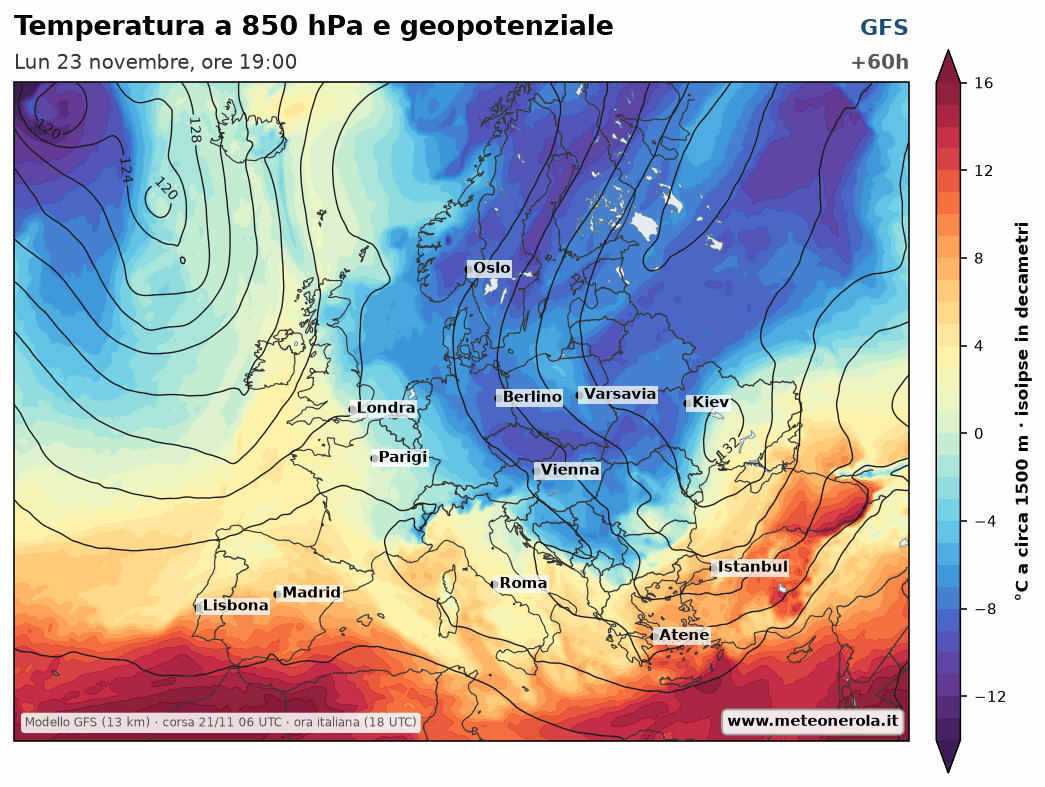 Temperatura a 850 hPa e geopotenziale
GFS
Lun 23 novembre, ore 19:00
+60h
120
128
124
120
132
Oslo
Berlino
Varsavia
Kiev
Londra
Parigi
Vienna
Istanbul
Roma
Madrid
Lisbona
Atene
Modello GFS (13 km) · corsa 21/11 06 UTC · ora italiana (18 UTC)
www.meteonerola.it
16
12
8
4
0
−4
−8
−12
°C a circa 1500 m · isoipse in decametri